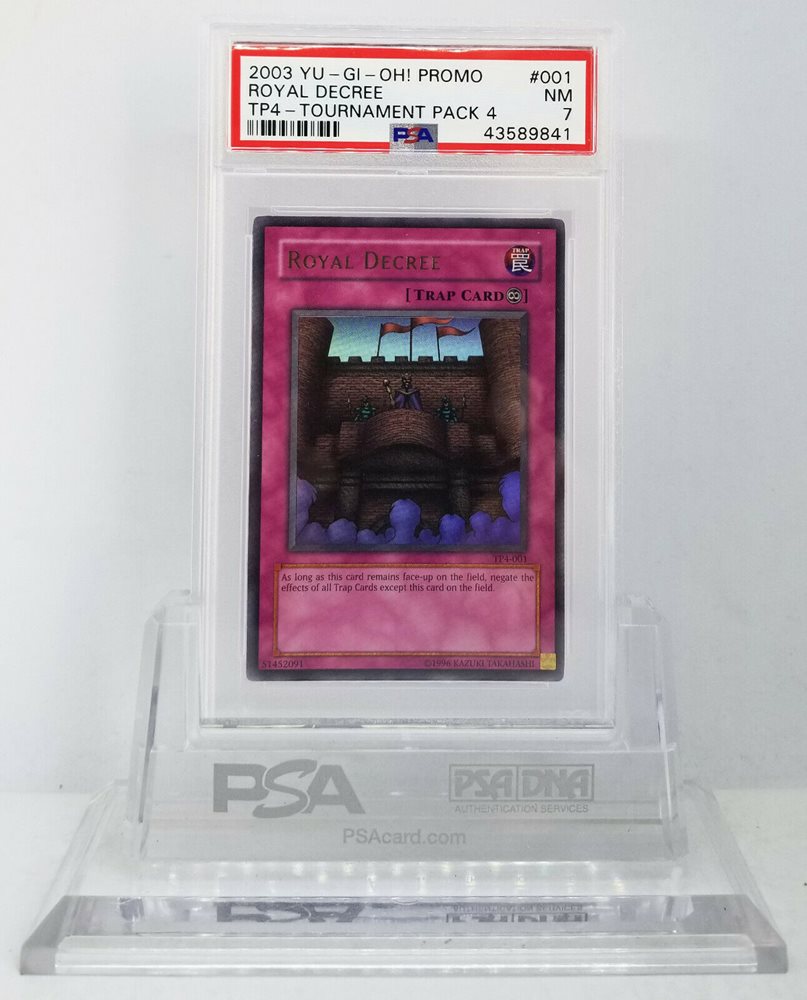 2003 YU-GI-OH! PROMO #001
ROYAL DECREE NM
TP4-TOURNAMENT PACK 4 7
PSA 43589841
ROYAL DECREE TRAP 罠
[TRAP CARD]
TP4-001
As long as this card remains face-up on the field, negate the
effects of all Trap Cards except this card on the field.
51452091 ©1996 KAZUKI TAKAHASHI
PSA PSA/DNA
AUTHENTICATION SERVICES
PSAcard.com